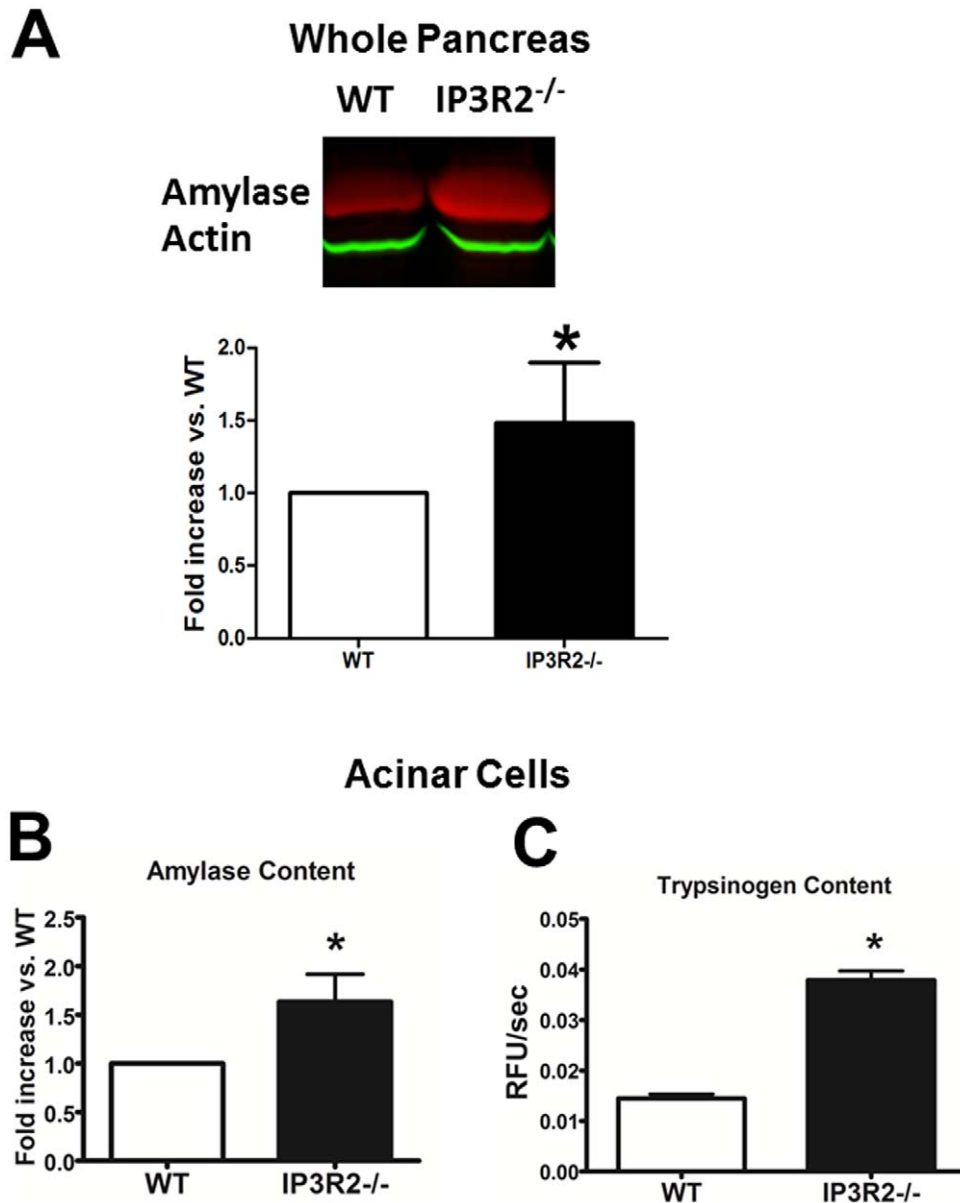 A
Whole Pancreas
WT IP3R2-/-
Amylase
Actin
Fold increase vs. WT
2.0
1.5
1.0
0.5
0.0
*
WT IP3R2-/-
Acinar Cells
B
Amylase Content
Fold increase vs. WT
2.5
2.0
1.5
1.0
0.5
0.0
*
WT IP3R2-/-
C
Trypsinogen Content
RFU/sec
0.05
0.04
0.03
0.02
0.01
0.00
*
WT IP3R2-/-